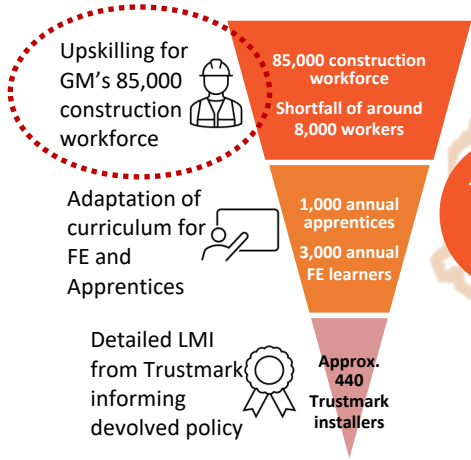 Upskilling for
GM's 85,000
construction
workforce
85,000 construction
workforce
Shortfall of around
8,000 workers
Adaptation of
curriculum for
FE and
Apprentices
1,000 annual
apprentices
3,000 annual
FE learners
Detailed LMI
from Trustmark
informing
devolved policy
Approx.
440
Trustmark
installers